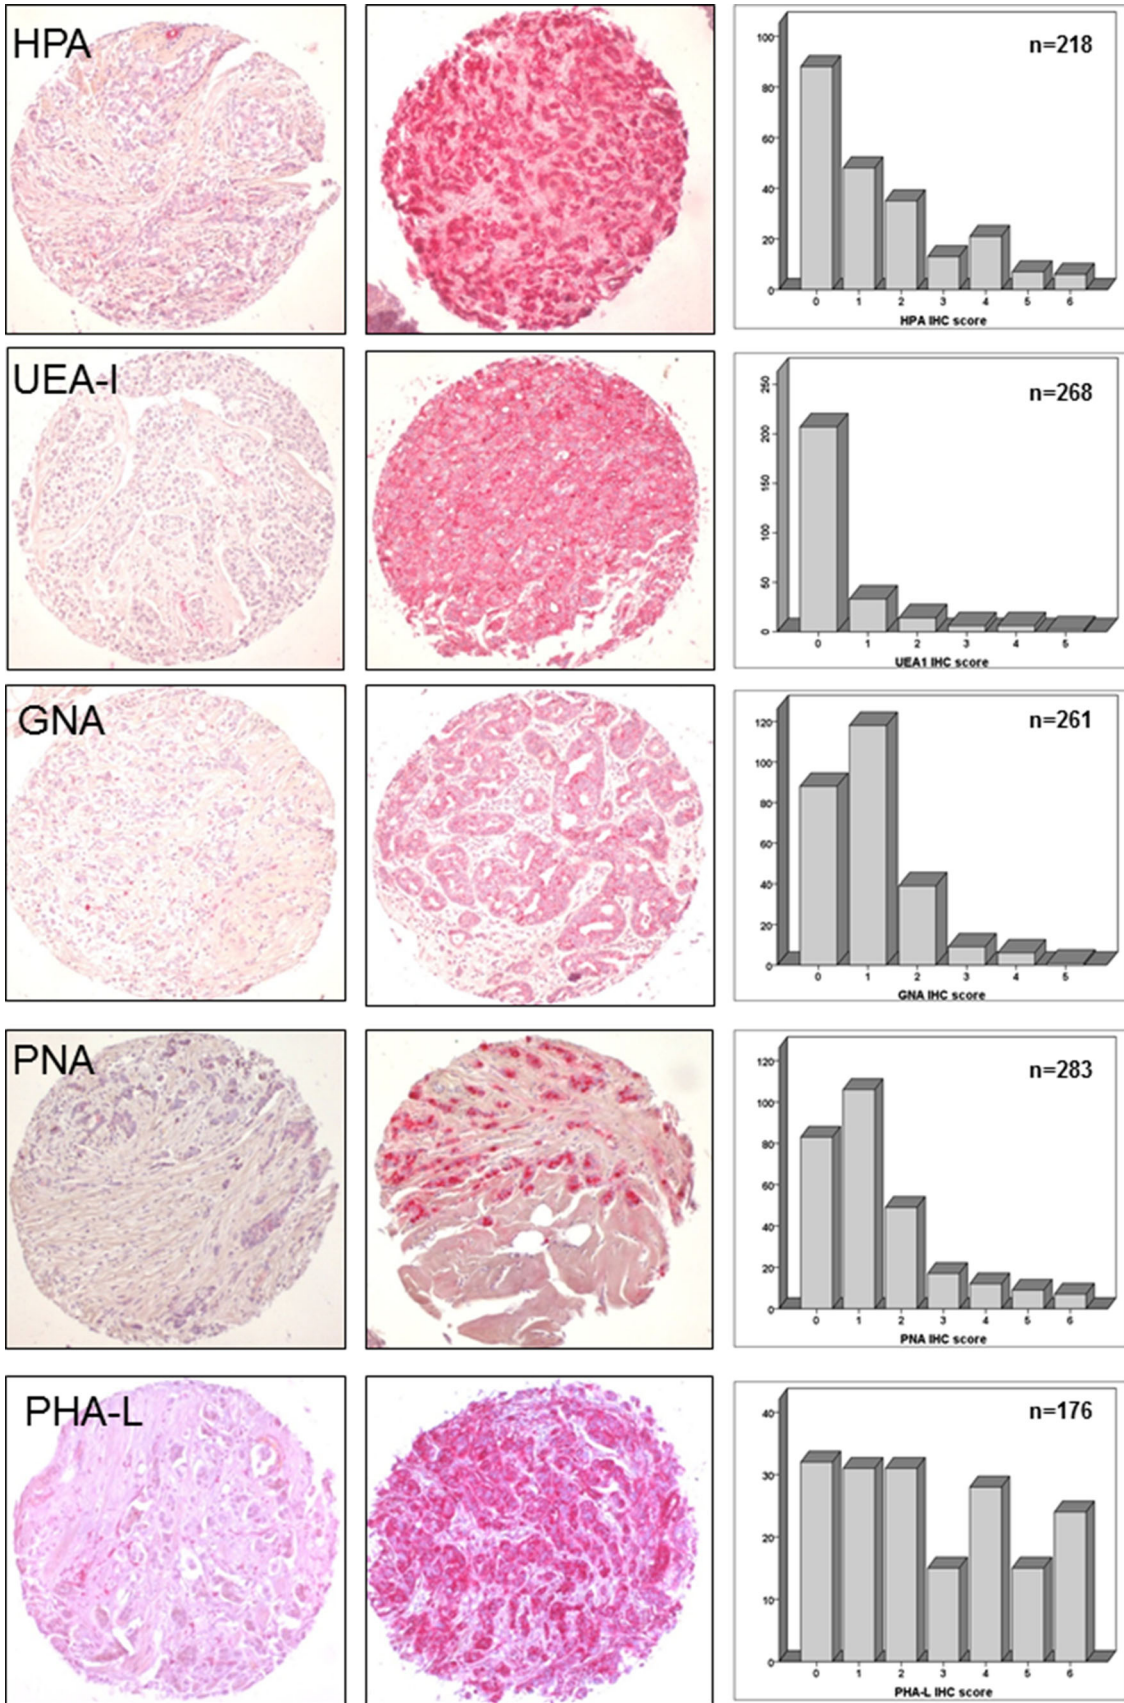 HPA
n=218
100
80
60
40
20
0
0 1 2 3 4 5 6
HPA IHC score
UEA-I
n=268
250
200
150
100
50
0
0 1 2 3 4 5
UEA1 IHC score
GNA
n=261
120
100
80
60
40
20
0
0 1 2 3 4 5
GNA IHC score
PNA
n=283
120
100
80
60
40
20
0
0 1 2 3 4 5 6
PNA IHC score
PHA-L
n=176
40
30
20
10
0
0 1 2 3 4 5 6
PHA-L IHC score